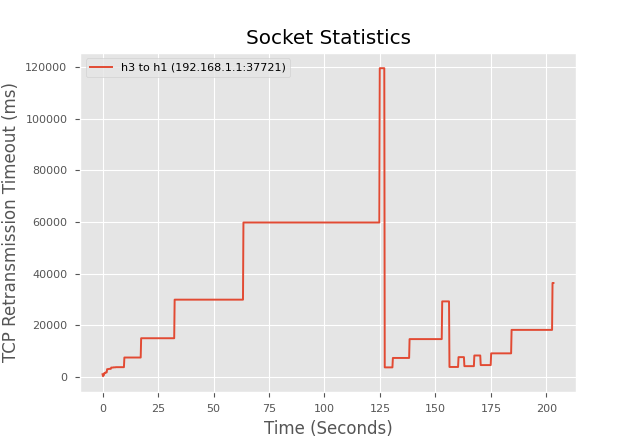 Socket Statistics
h3 to h1 (192.168.1.1:37721)
TCP Retransmission Timeout (ms)
120000
100000
80000
60000
40000
20000
0
0 25 50 75 100 125 150 175 200
Time (Seconds)